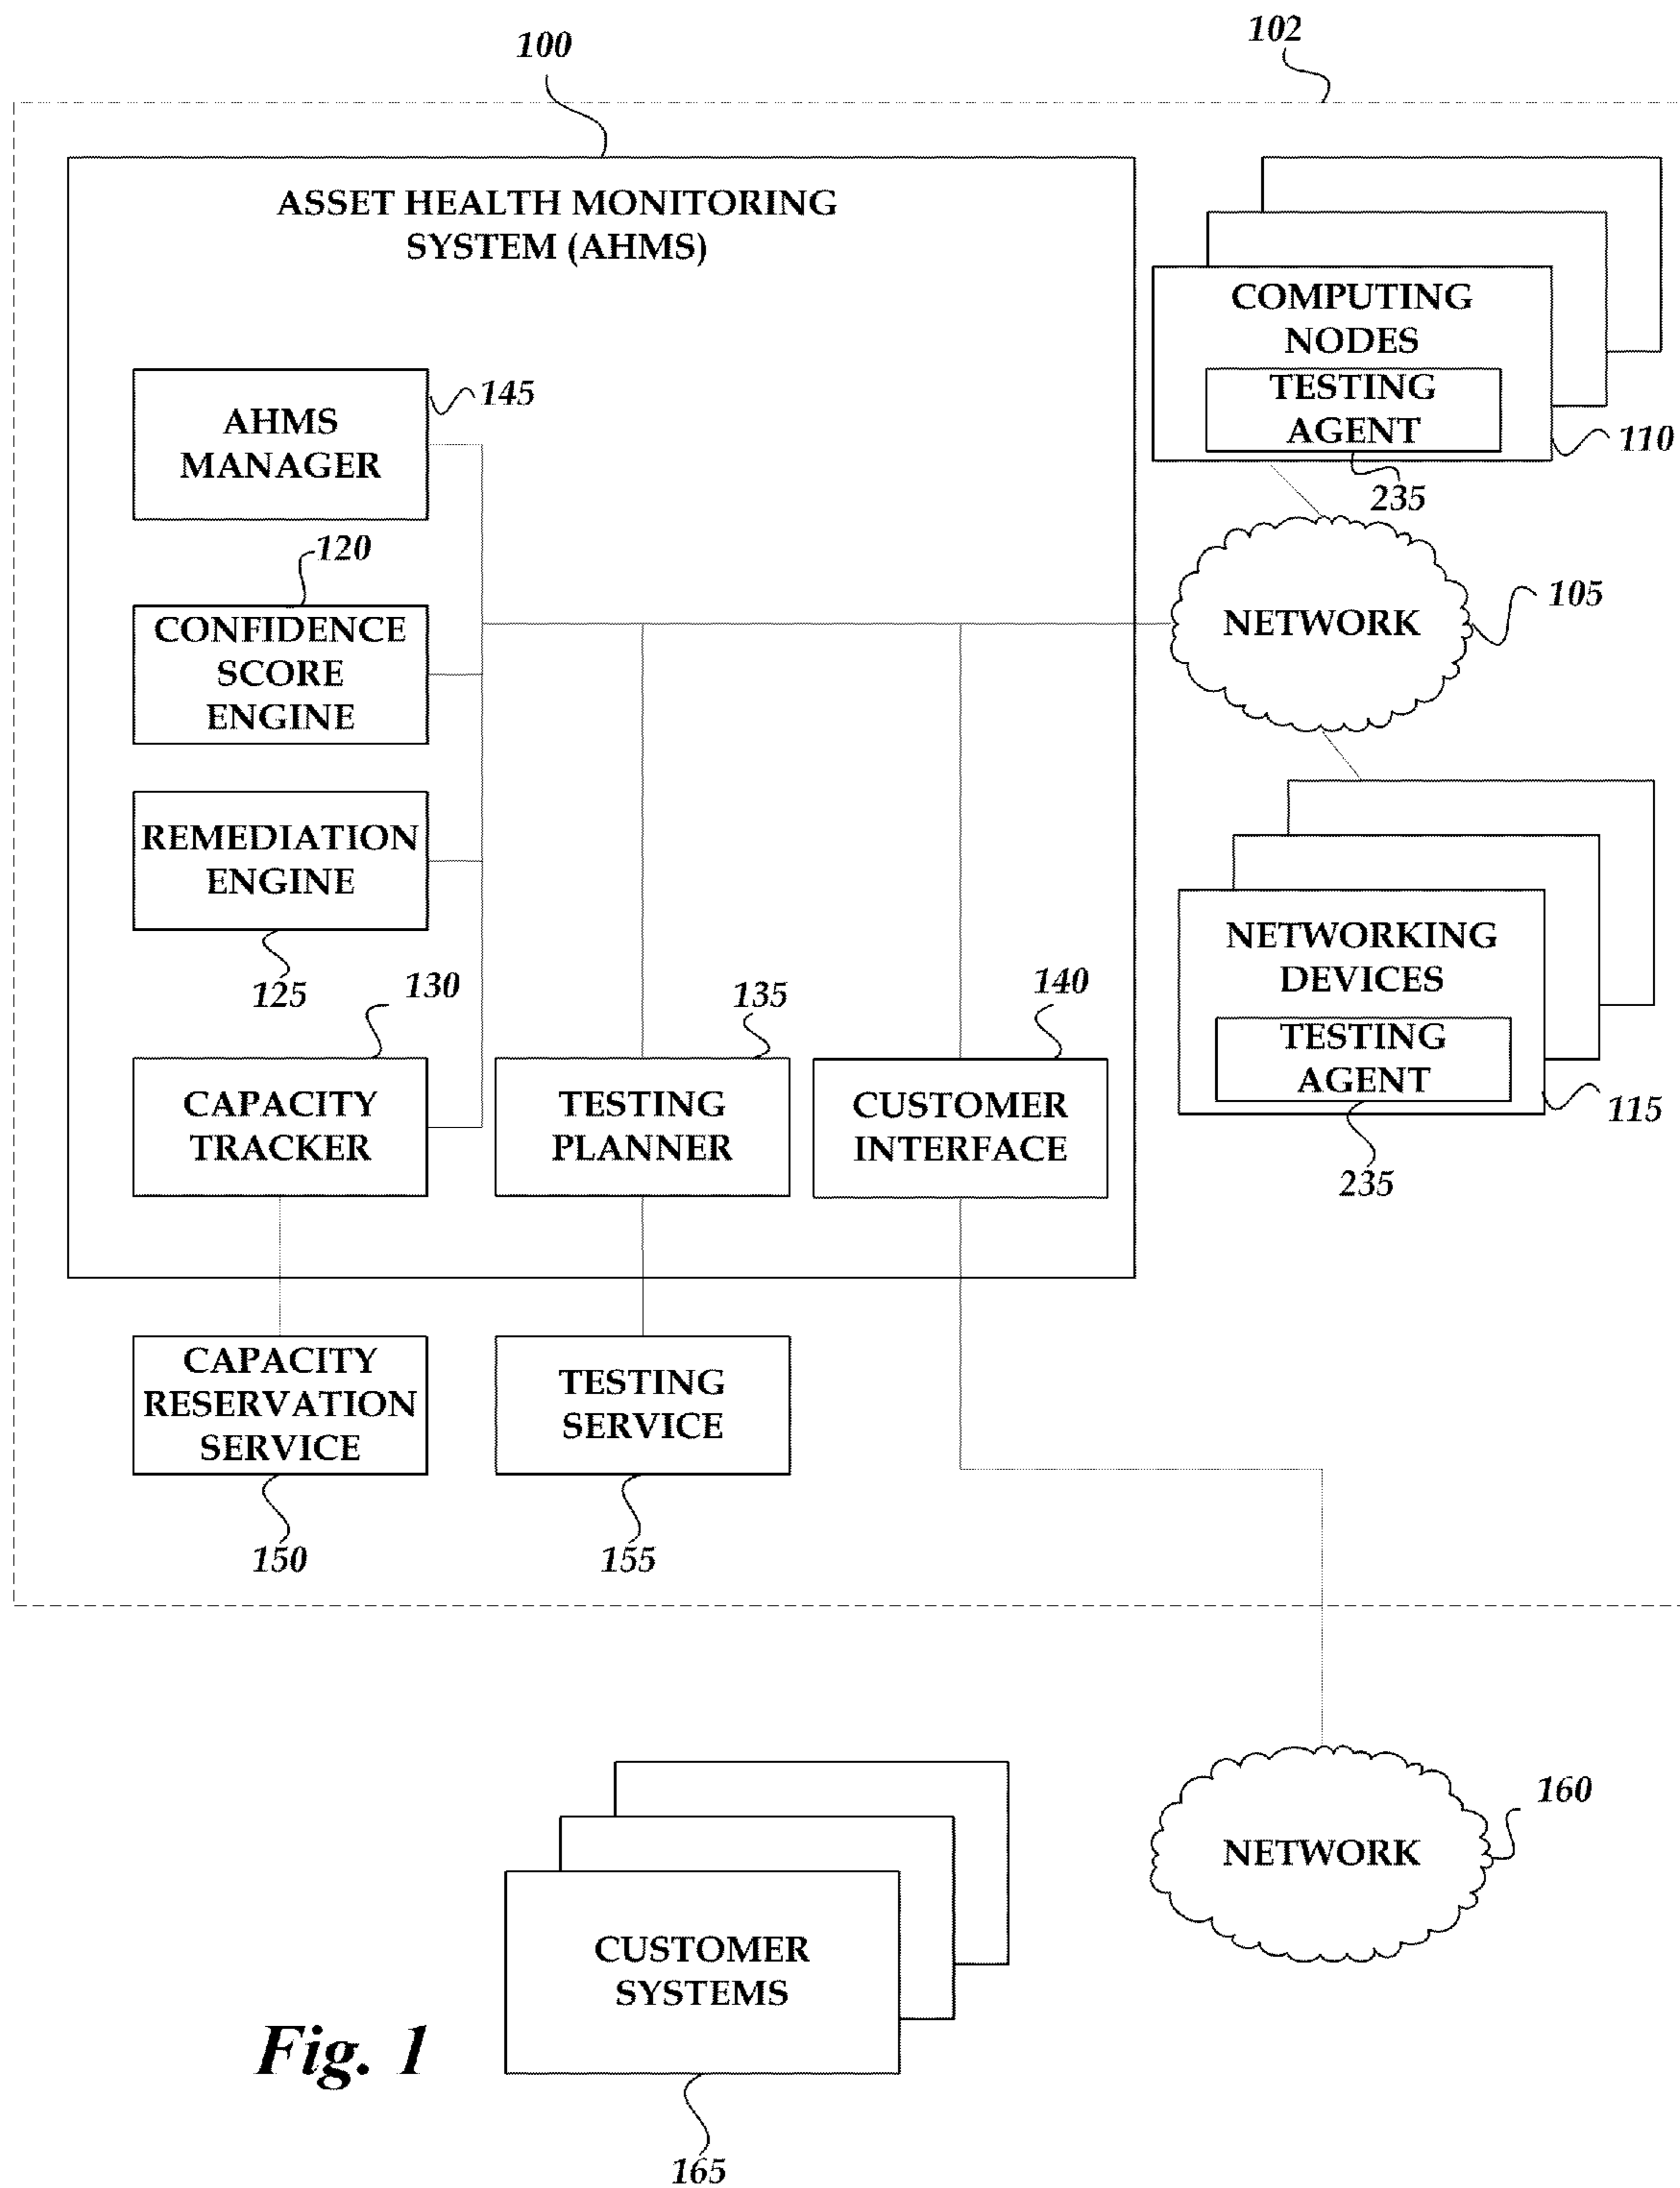 100
102
ASSET HEALTH MONITORING
SYSTEM (AHMS)
COMPUTING
NODES
TESTING
AGENT
110
235
AHMS
MANAGER
145
120
CONFIDENCE
SCORE
ENGINE
NETWORK
105
REMEDIATION
ENGINE
125
NETWORKING
DEVICES
TESTING
AGENT
115
235
130
CAPACITY
TRACKER
135
TESTING
PLANNER
140
CUSTOMER
INTERFACE
CAPACITY
RESERVATION
SERVICE
150
TESTING
SERVICE
155
NETWORK
160
CUSTOMER
SYSTEMS
165
Fig. 1